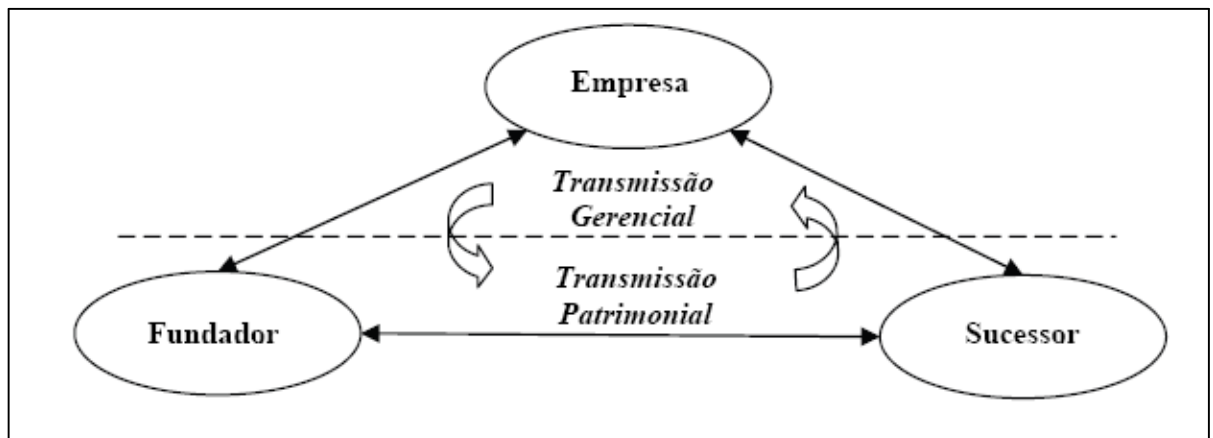 Empresa
Transmissão
Gerencial
Transmissão
Patrimonial
Fundador
Sucessor